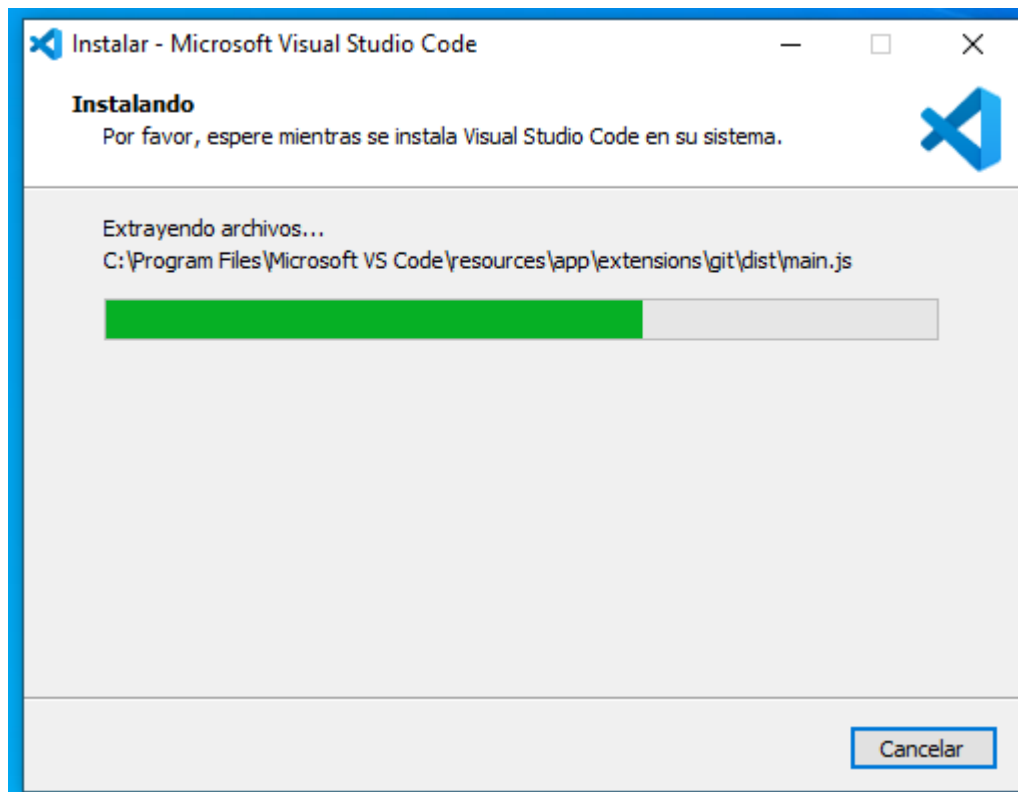 Instalar - Microsoft Visual Studio Code
Instalando
Por favor, espere mientras se instala Visual Studio Code en su sistema.
Extrayendo archivos...
C:\Program Files\Microsoft VS Code\resources\app\extensions\git\dist\main.js
Cancelar